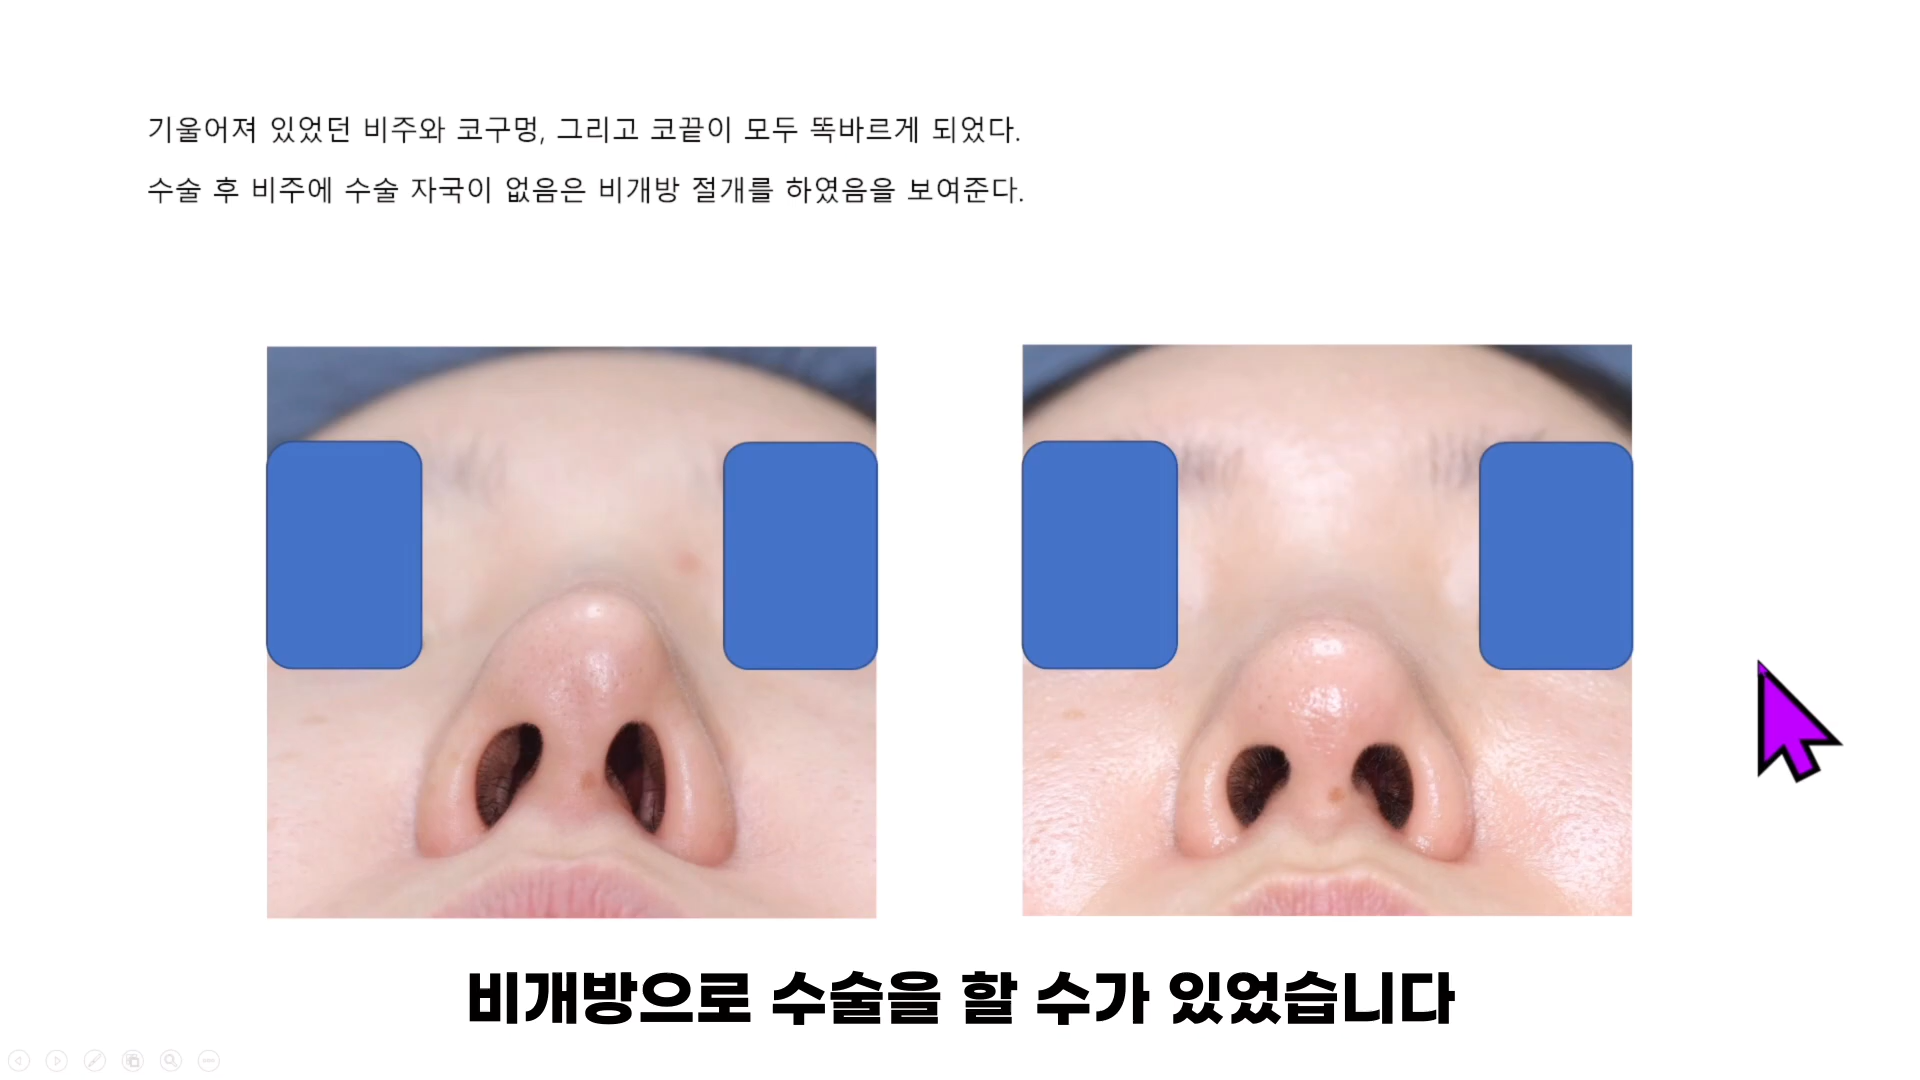 기울어져 있었던 비주와 코구멍, 그리고 코끝이 모두 똑바르게 되었다.
수술 후 비주에 수술 자국이 없음은 비개방 절개를 하였음을 보여준다.
비개방으로 수술을 할 수가 있었습니다